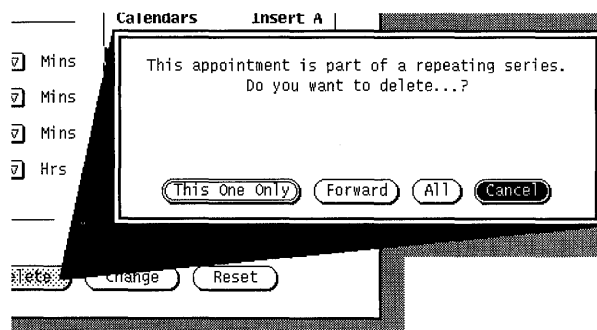 Calendars Insert A
Mins
Mins
Mins
Hrs
This appointment is part of a repeating series.
Do you want to delete...?
This One Only Forward All Cancel
Change Reset